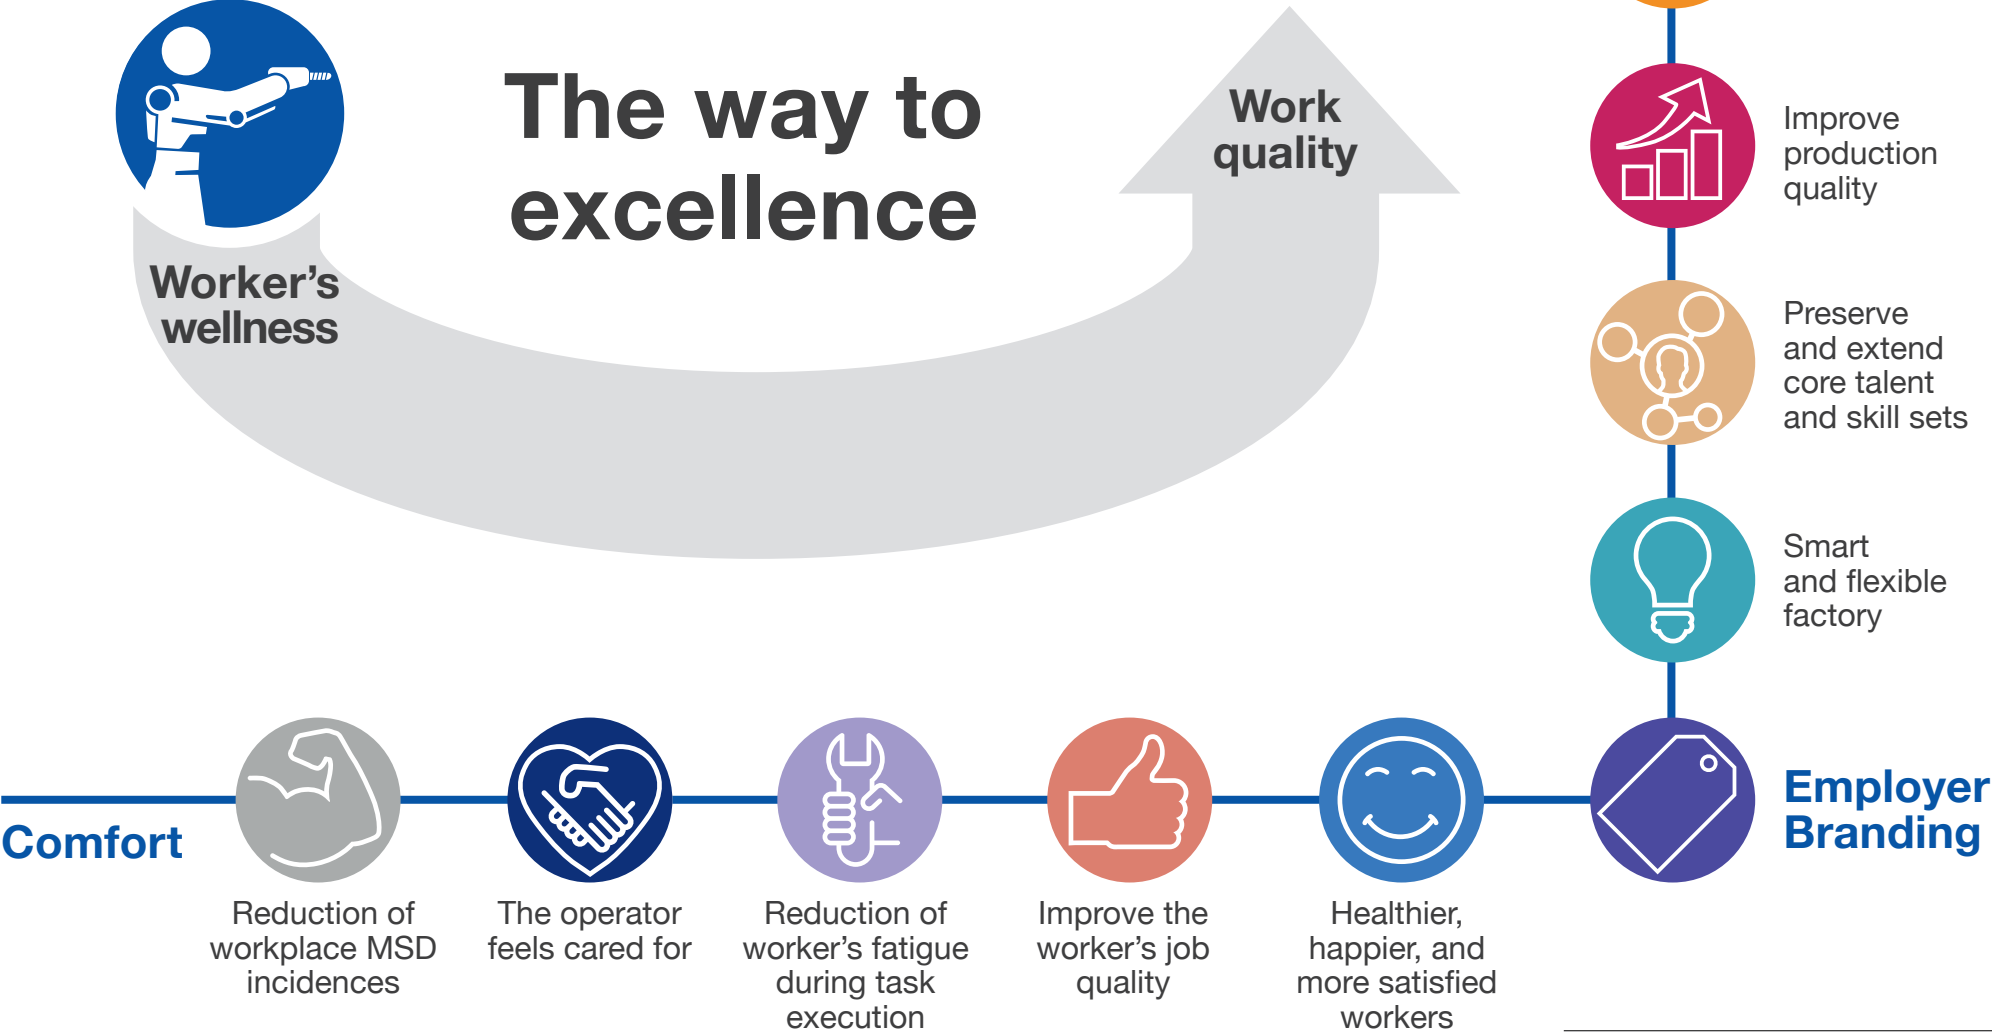 The way to
excellence
Work
quality
Worker's
wellness
Improve
production
quality
Preserve
and extend
core talent
and skill sets
Smart
and flexible
factory
Employer
Branding
Comfort
Reduction of
workplace MSD
incidences
The operator
feels cared for
Reduction of
worker's fatigue
during task
execution
Improve the
worker's job
quality
Healthier,
happier, and
more satisfied
workers